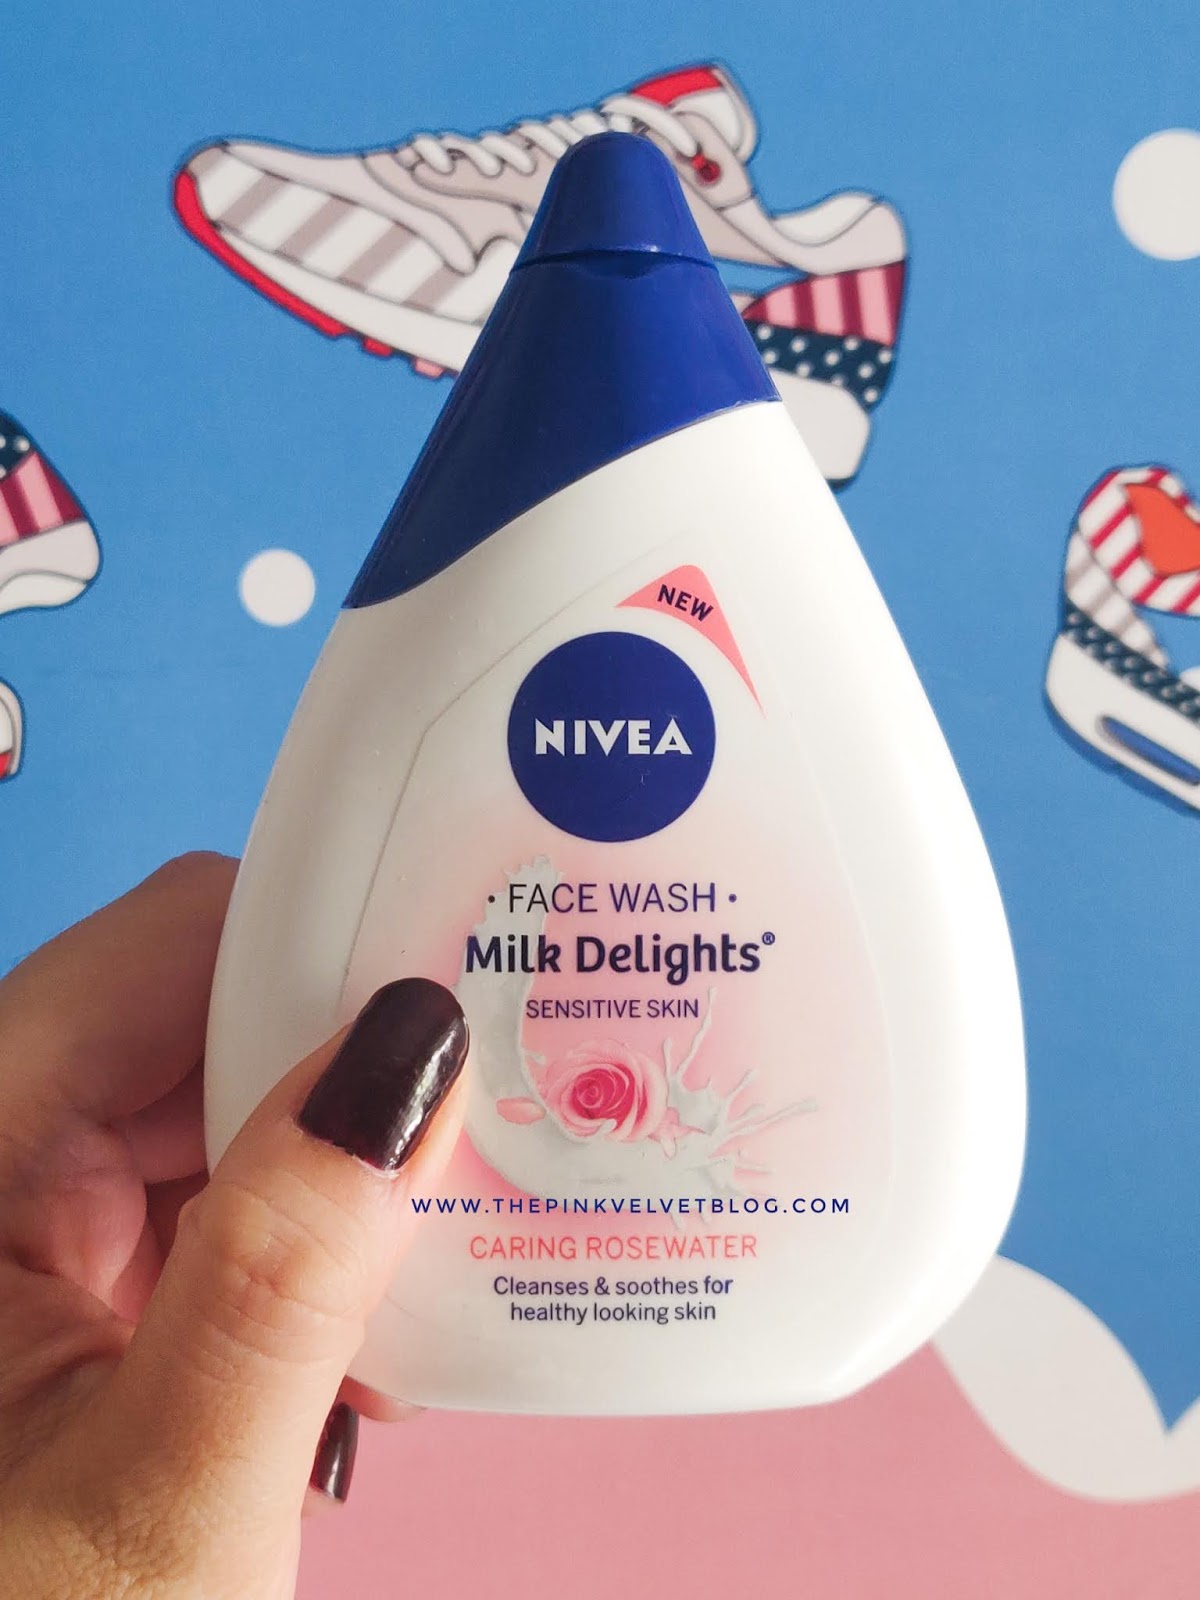 NEW
NIVEA
• FACE WASH •
Milk Delights®
SENSITIVE SKIN
WWW.THEPINKVELVETBLOG.COM
CARING ROSEWATER
Cleanses & soothes for
healthy looking skin